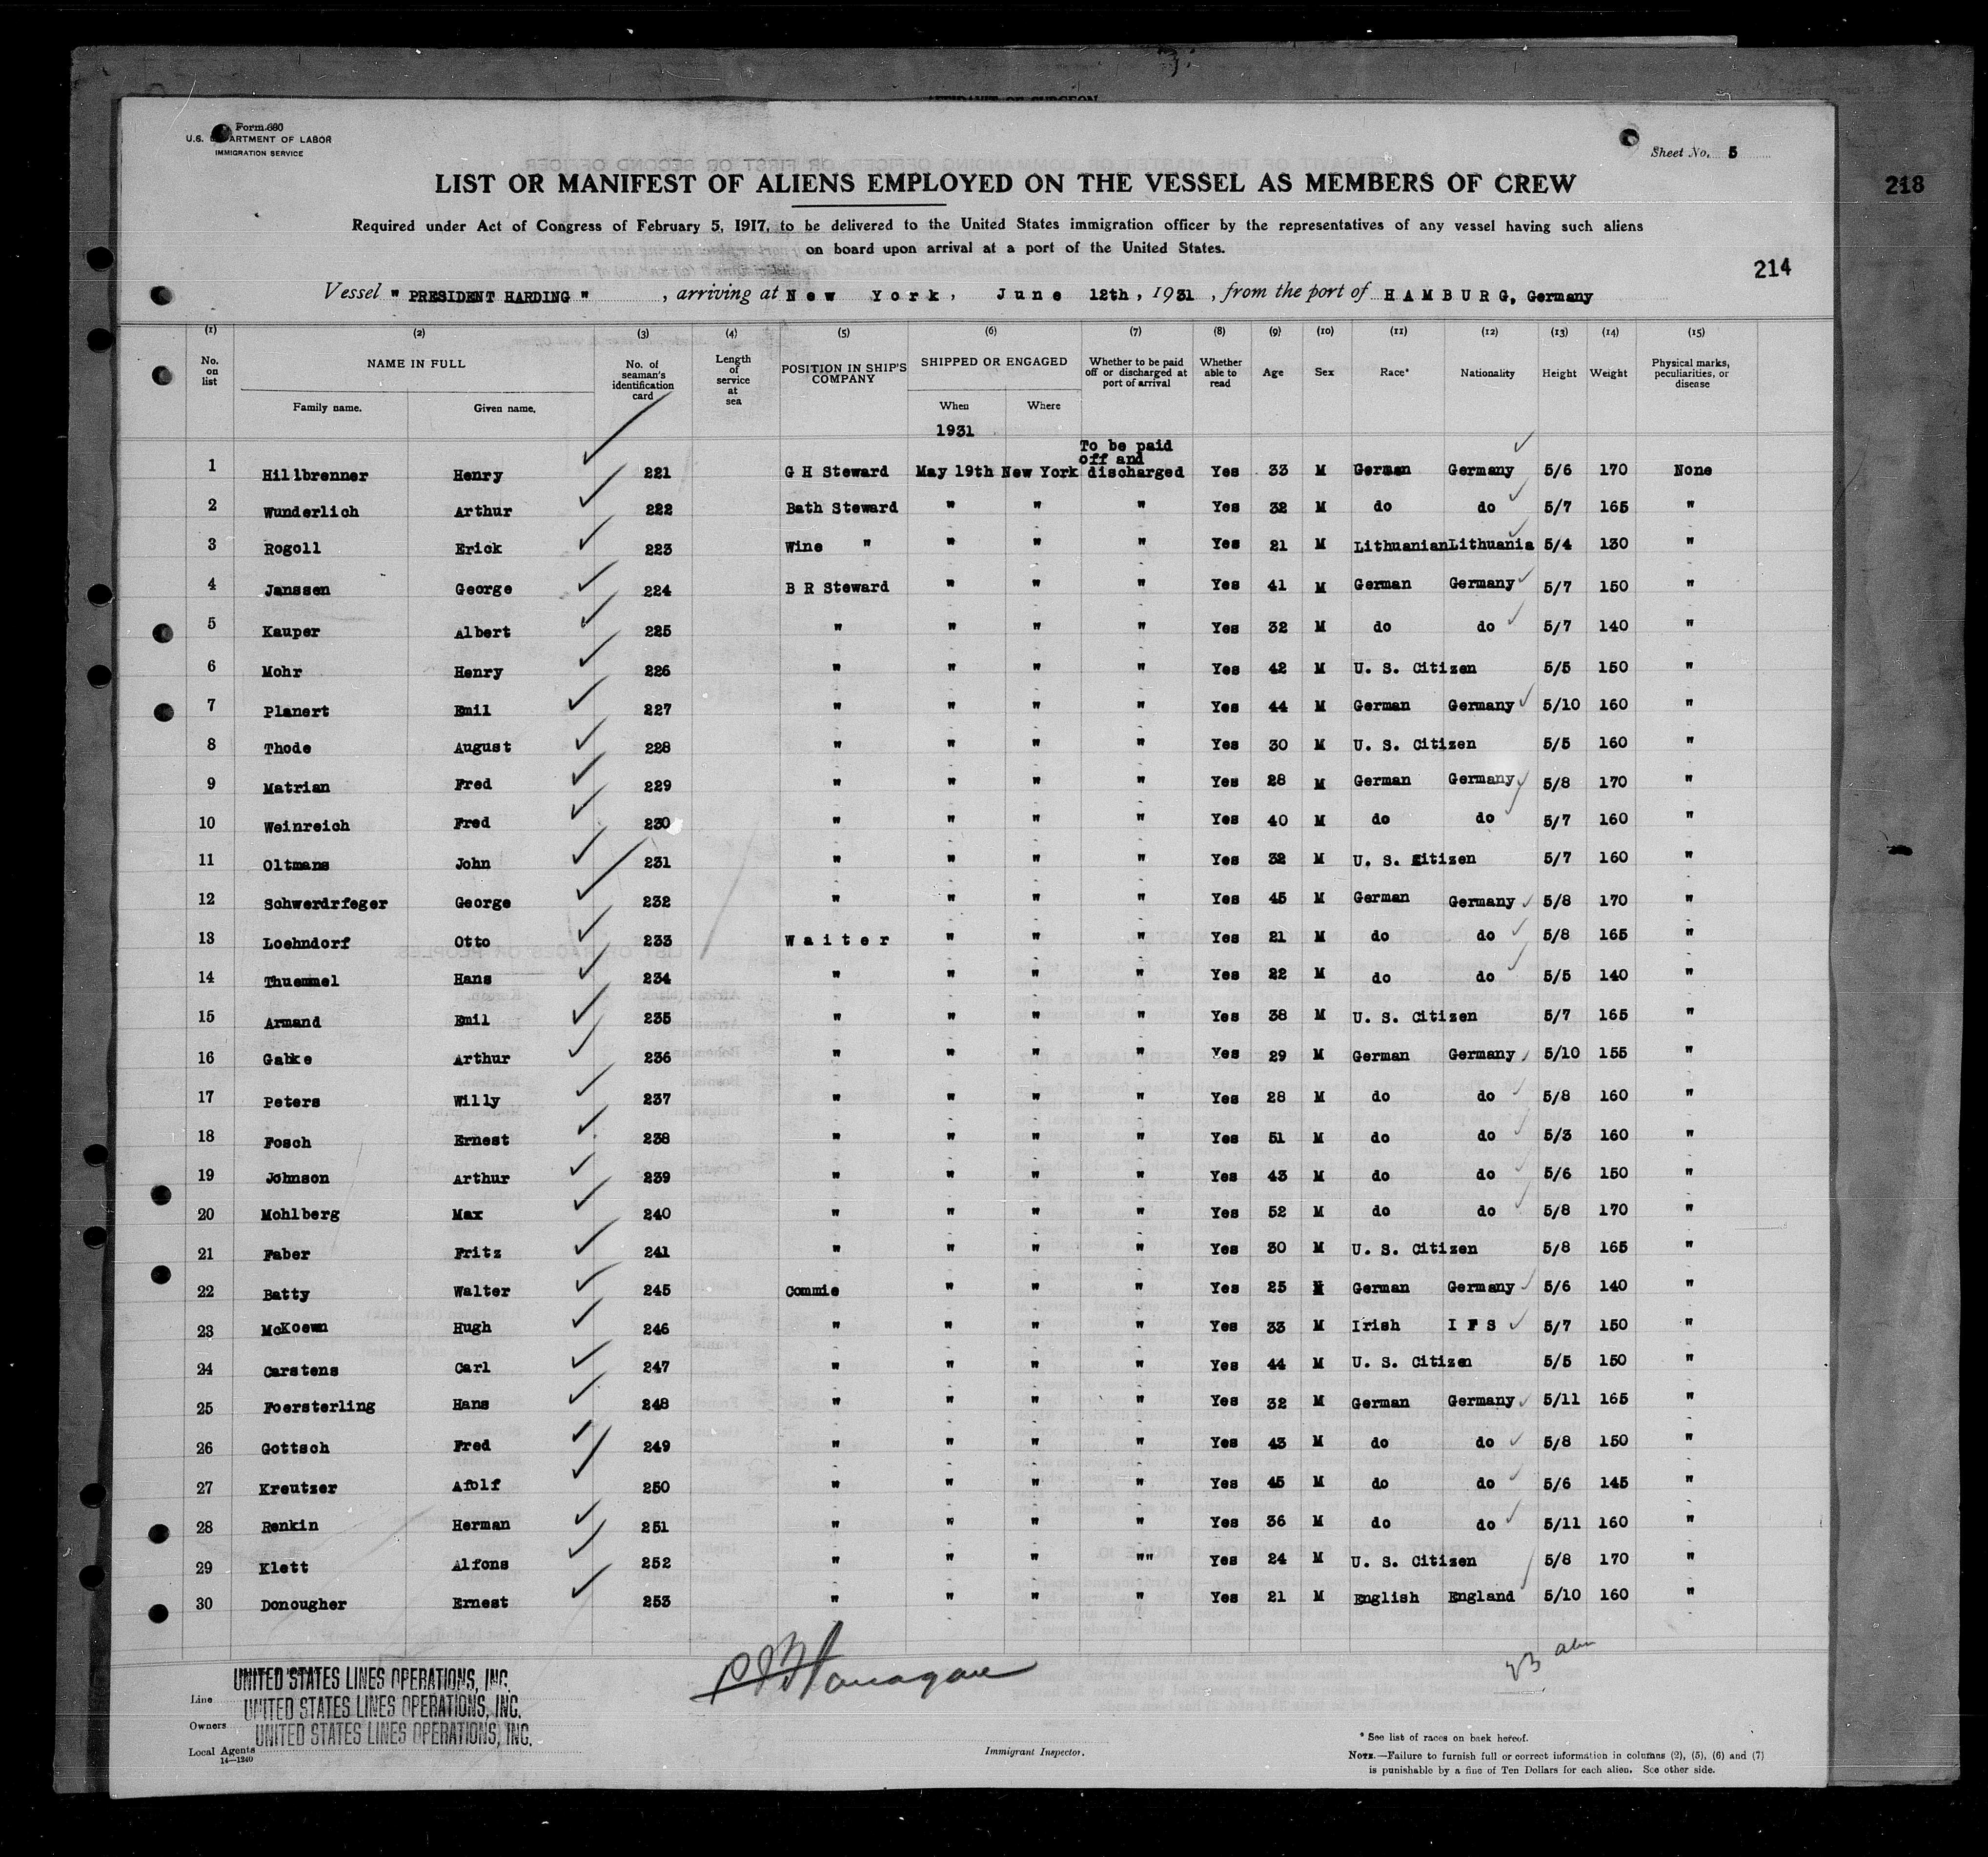 Form 680
U.S. DEPARTMENT OF LABOR
IMMIGRATION SERVICE
Sheet No. 5
LIST OR MANIFEST OF ALIENS EMPLOYED ON THE VESSEL AS MEMBERS OF CREW
218
Required under Act of Congress of February 5, 1917, to be delivered to the United States immigration officer by the representatives of any vessel having such aliens
on board upon arrival at a port of the United States.
214
Vessel " PRESIDENT HARDING ", arriving at New York, June 12th, 1931, from the port of HAMBURG, Germany
(1) (2) (3) (4) (5) (6) (7) (8) (9) (10) (11) (12) (13) (14) (15)
No. on list NAME IN FULL Family name. Given name. No. of seaman's identification card Length of service at sea POSITION IN SHIP'S COMPANY SHIPPED OR ENGAGED When Where Whether to be paid off or discharged at port of arrival Whether able to read Age Sex Race* Nationality Height Weight Physical marks, peculiarities, or disease
1931
1 Hillbrenner Henry 221 G H Steward May 19th New York To be paid off and discharged Yes 33 M German Germany 5/6 170 None
2 Wunderlich Arthur 222 Bath Steward " " " Yes 32 M do do 5/7 165 "
3 Rogoll Erick 223 Wine " " " " Yes 21 M Lithuanian Lithuania 5/4 130 "
4 Janssen George 224 B R Steward " " " Yes 41 M German Germany 5/7 150 "
5 Kauper Albert 225 " " " " Yes 32 M do do 5/7 140 "
6 Mohr Henry 226 " " " " Yes 42 M U. S. Citizen 5/5 150 "
7 Planert Emil 227 " " " " Yes 44 M German Germany 5/10 160 "
8 Thode August 228 " " " " Yes 30 M U. S. Citizen 5/5 160 "
9 Matrian Fred 229 " " " " Yes 28 M German Germany 5/8 170 "
10 Weinreich Fred 230 " " " " Yes 40 M do do 5/7 160 "
11 Oltmans John 231 " " " " Yes 32 M U. S. Citizen 5/7 160 "
12 Schwerdrfeger George 232 " " " " Yes 45 M German Germany 5/8 170 "
13 Loehndorf Otto 233 Waiter " " " Yes 21 M do do 5/8 165 "
14 Thuemmel Hans 234 " " " " Yes 22 M do do 5/5 140 "
15 Armand Emil 235 " " " " Yes 38 M U. S. Citizen 5/7 165 "
16 Gabke Arthur 236 " " " " Yes 29 M German Germany 5/10 155 "
17 Peters Willy 237 " " " " Yes 28 M do do 5/8 160 "
18 Fosch Ernest 238 " " " " Yes 51 M do do 5/3 160 "
19 Johnson Arthur 239 " " " " Yes 43 M do do 5/6 150 "
20 Mohlberg Max 240 " " " " Yes 52 M do do 5/8 170 "
21 Faber Fritz 241 " " " " Yes 30 M U. S. Citizen 5/8 165 "
22 Batty Walter 245 Commie " " " Yes 25 M German Germany 5/6 140 "
23 McKoewn Hugh 246 " " " " Yes 33 M Irish I F S 5/7 150 "
24 Carstens Carl 247 " " " " Yes 44 M U. S. Citizen 5/5 150 "
25 Foersterling Hans 248 " " " " Yes 32 M German Germany 5/11 165 "
26 Gottsch Fred 249 " " " " Yes 43 M do do 5/8 150 "
27 Kreutzer Afolf 250 " " " " Yes 45 M do do 5/6 145 "
28 Renkin Herman 251 " " " " Yes 36 M do do 5/11 160 "
29 Klett Alfons 252 " " " "" Yes 24 M U. S. Citizen 5/8 170 "
30 Donougher Ernest 253 " " " " Yes 21 M English England 5/10 160 "
23 alien
Line UNITED STATES LINES OPERATIONS, INC.
Owners UNITED STATES LINES OPERATIONS, INC.
Local Agents UNITED STATES LINES OPERATIONS, INC.
14—1240
Immigrant Inspector.
* See list of races on back hereof.
NOTE.—Failure to furnish full or correct information in columns (2), (5), (6) and (7)
is punishable by a fine of Ten Dollars for each alien. See other side.